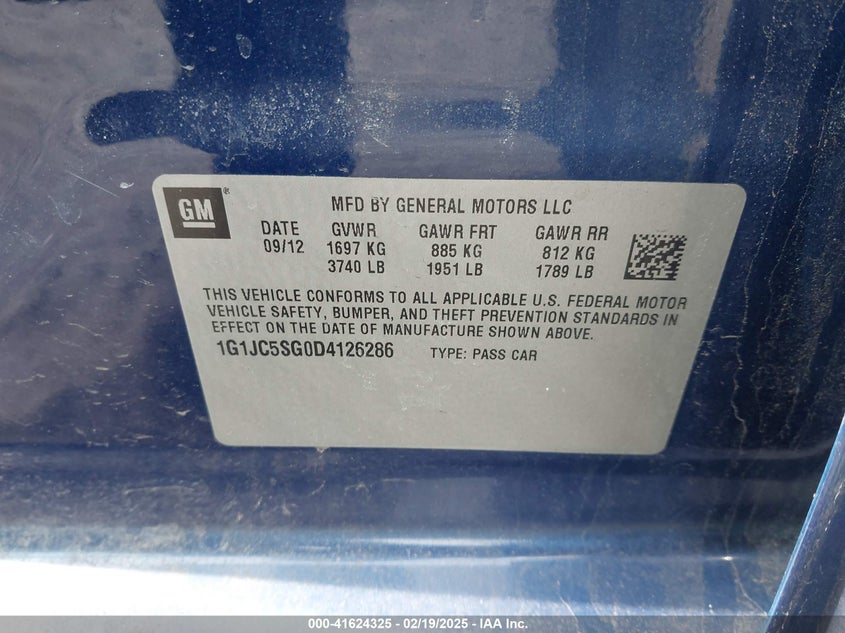 GM ®
MFD BY GENERAL MOTORS LLC
DATE GVWR GAWR FRT GAWR RR
09/12 1697 KG 885 KG 812 KG
3740 LB 1951 LB 1789 LB
THIS VEHICLE CONFORMS TO ALL APPLICABLE U.S. FEDERAL MOTOR
VEHICLE SAFETY, BUMPER, AND THEFT PREVENTION STANDARDS IN
EFFECT ON THE DATE OF MANUFACTURE SHOWN ABOVE.
1G1JC5SG0D4126286 TYPE: PASS CAR
000-41624325 - 02/19/2025 - IAA Inc.